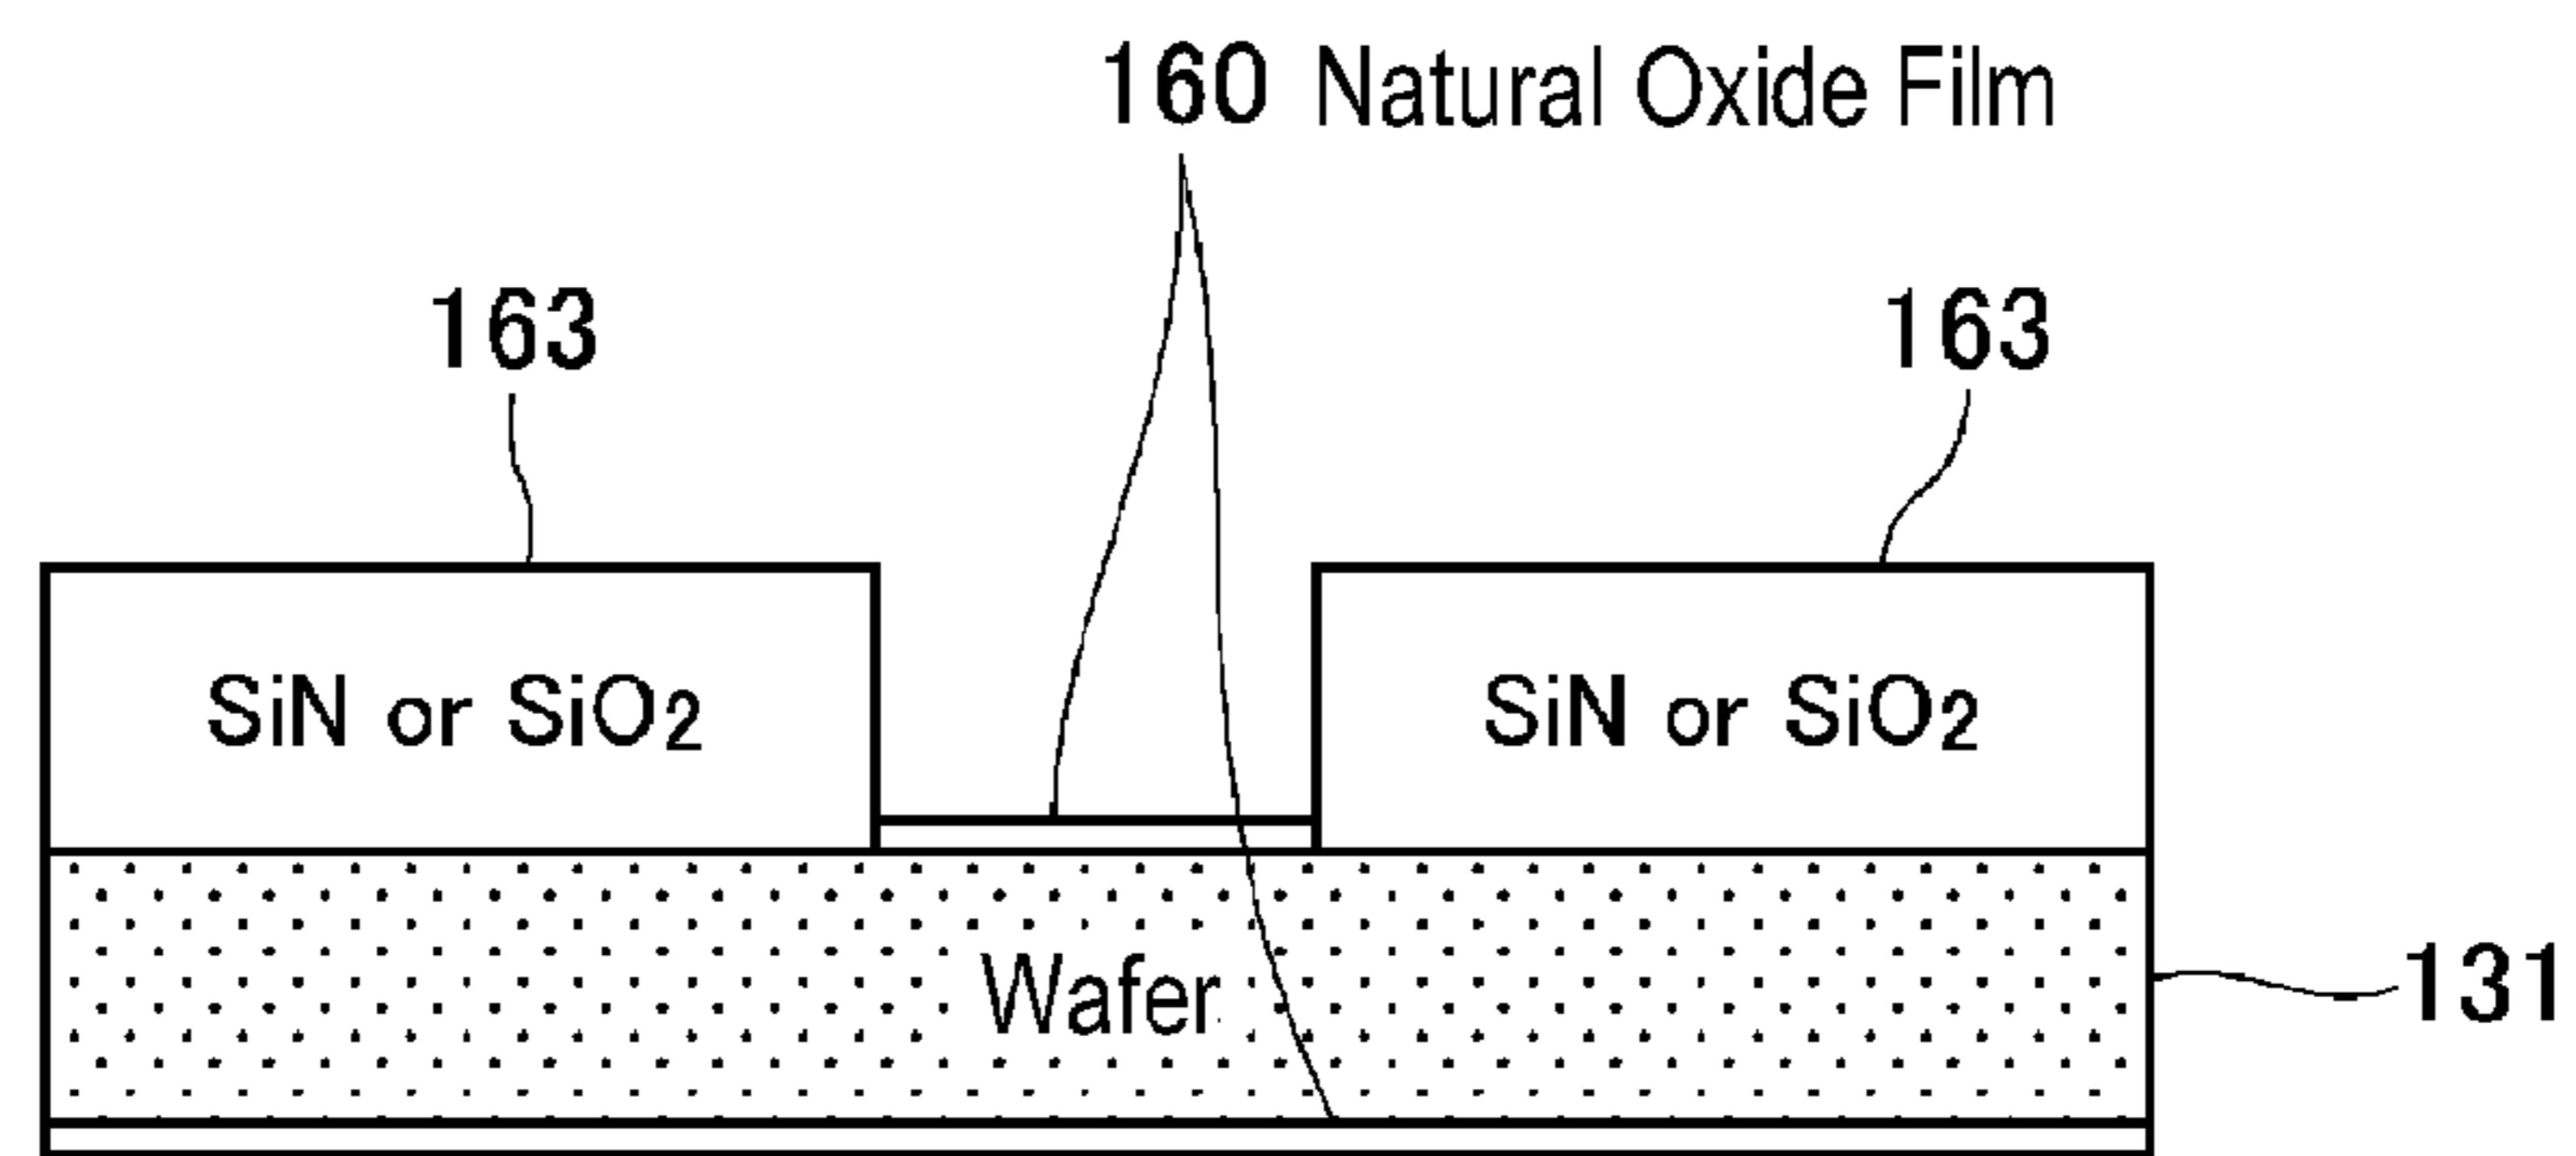 160 Natural Oxide Film
163
163
SiN or SiO2
SiN or SiO2
Wafer
131